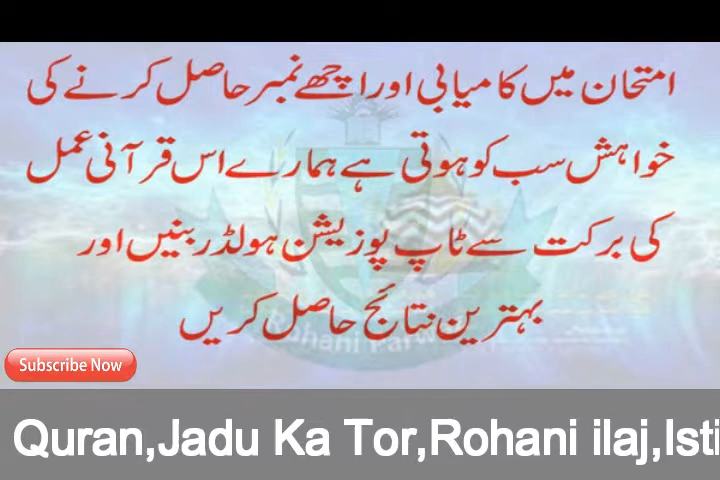 امتحان میں کامیابی اور اچھے نمبر حاصل کرنے کی
خواہش سب کو ہوتی ہے ہمارے اس قرآنی عمل
کی برکت سے ٹاپ پوزیشن ہولڈر بنیں اور
بہترین نتائج حاصل کریں
Rohani
Subscribe Now
Quran,Jadu Ka Tor,Rohani ilaj,Isti